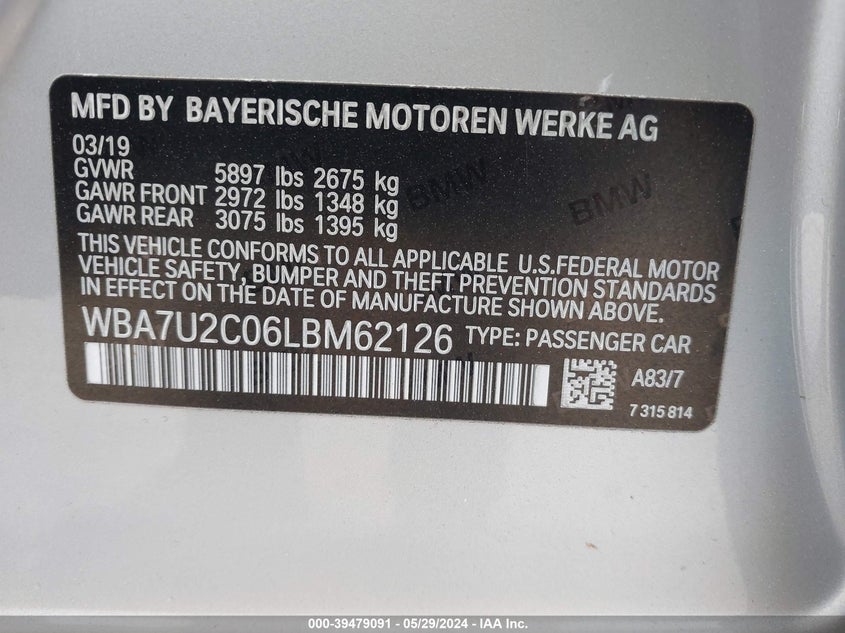 MFD BY BAYERISCHE MOTOREN WERKE AG
03/19
GVWR 5897 lbs 2675 kg
GAWR FRONT 2972 lbs 1348 kg
GAWR REAR 3075 lbs 1395 kg
THIS VEHICLE CONFORMS TO ALL APPLICABLE U.S.FEDERAL MOTOR
VEHICLE SAFETY, BUMPER AND THEFT PREVENTION STANDARDS
IN EFFECT ON THE DATE OF MANUFACTURE SHOWN ABOVE.
WBA7U2C06LBM62126 TYPE: PASSENGER CAR
A83/7
7315814
BMW
BMW
000-39479091 - 05/29/2024 - IAA Inc.